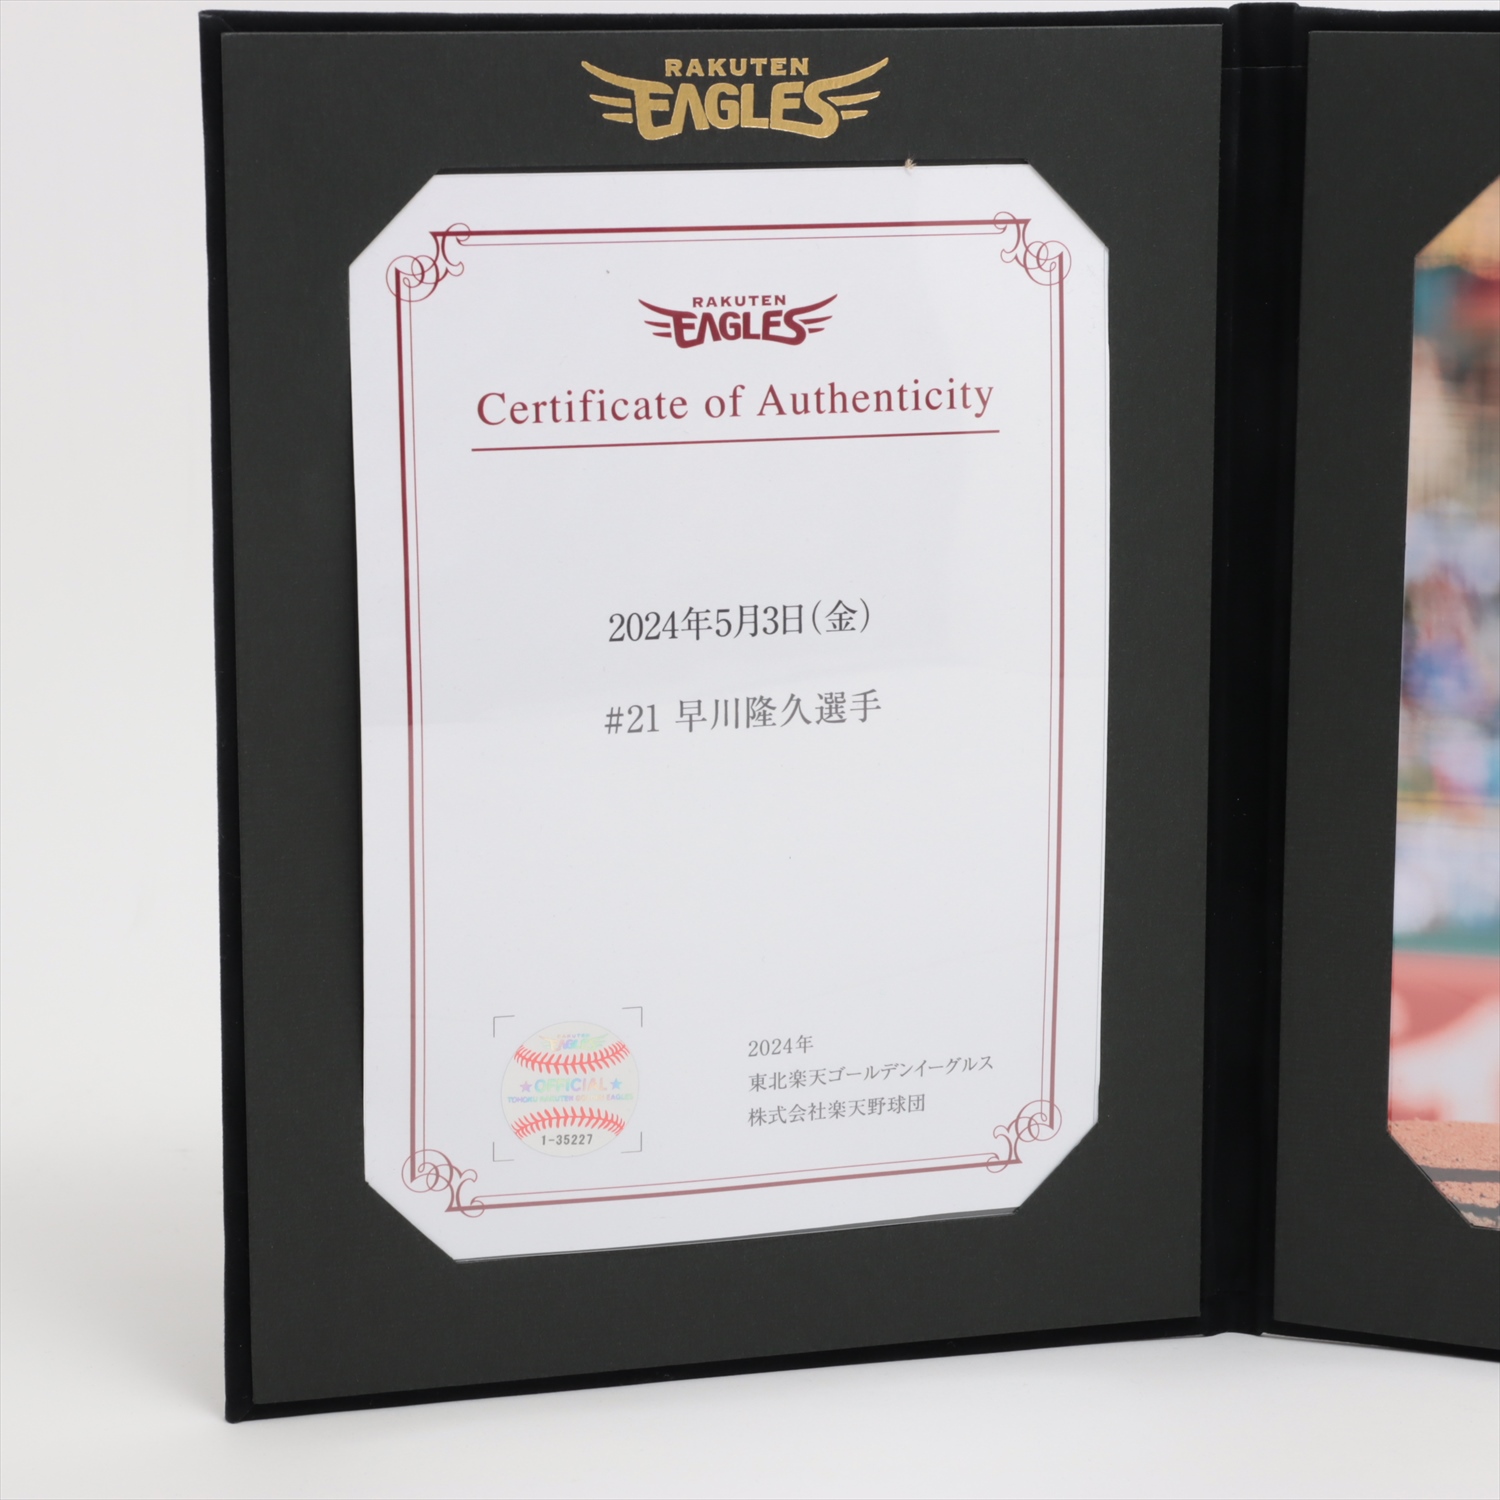 RAKUTEN
EAGLES
RAKUTEN
EAGLES
Certificate of Authenticity
2024年5月3日(金)
#21 早川隆久選手
EAGLES
★OFFICIAL★
1-35227
2024年
東北楽天ゴールデンイーグルス
株式会社楽天野球団